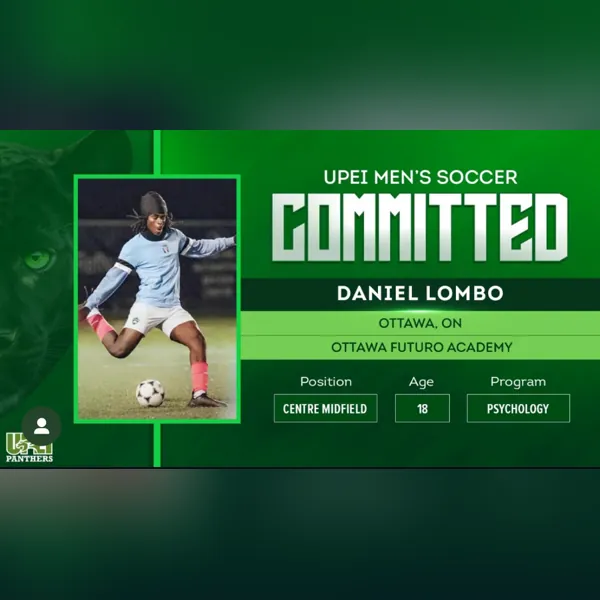 UPEI MEN'S SOCCER
COMMITTED
DANIEL LOMBO
OTTAWA, ON
OTTAWA FUTURO ACADEMY
Position Age Program
CENTRE MIDFIELD 18 PSYCHOLOGY
PANTHERS